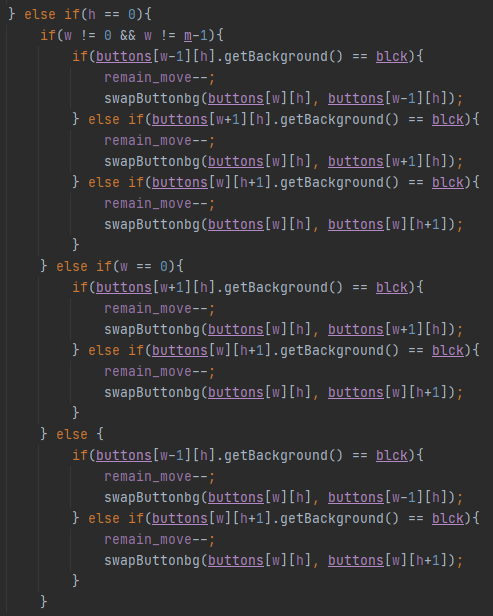 } else if(h == 0){
    if(w != 0 && w != m-1){
        if(buttons[w-1][h].getBackground() == blck){
            remain_move--;
            swapButtonbg(buttons[w][h], buttons[w-1][h]);
        } else if(buttons[w+1][h].getBackground() == blck){
            remain_move--;
            swapButtonbg(buttons[w][h], buttons[w+1][h]);
        } else if(buttons[w][h+1].getBackground() == blck){
            remain_move--;
            swapButtonbg(buttons[w][h], buttons[w][h+1]);
        }
    } else if(w == 0){
        if(buttons[w+1][h].getBackground() == blck){
            remain_move--;
            swapButtonbg(buttons[w][h], buttons[w+1][h]);
        } else if(buttons[w][h+1].getBackground() == blck){
            remain_move--;
            swapButtonbg(buttons[w][h], buttons[w][h+1]);
        }
    } else {
        if(buttons[w-1][h].getBackground() == blck){
            remain_move--;
            swapButtonbg(buttons[w][h], buttons[w-1][h]);
        } else if(buttons[w][h+1].getBackground() == blck){
            remain_move--;
            swapButtonbg(buttons[w][h], buttons[w][h+1]);
        }
    }